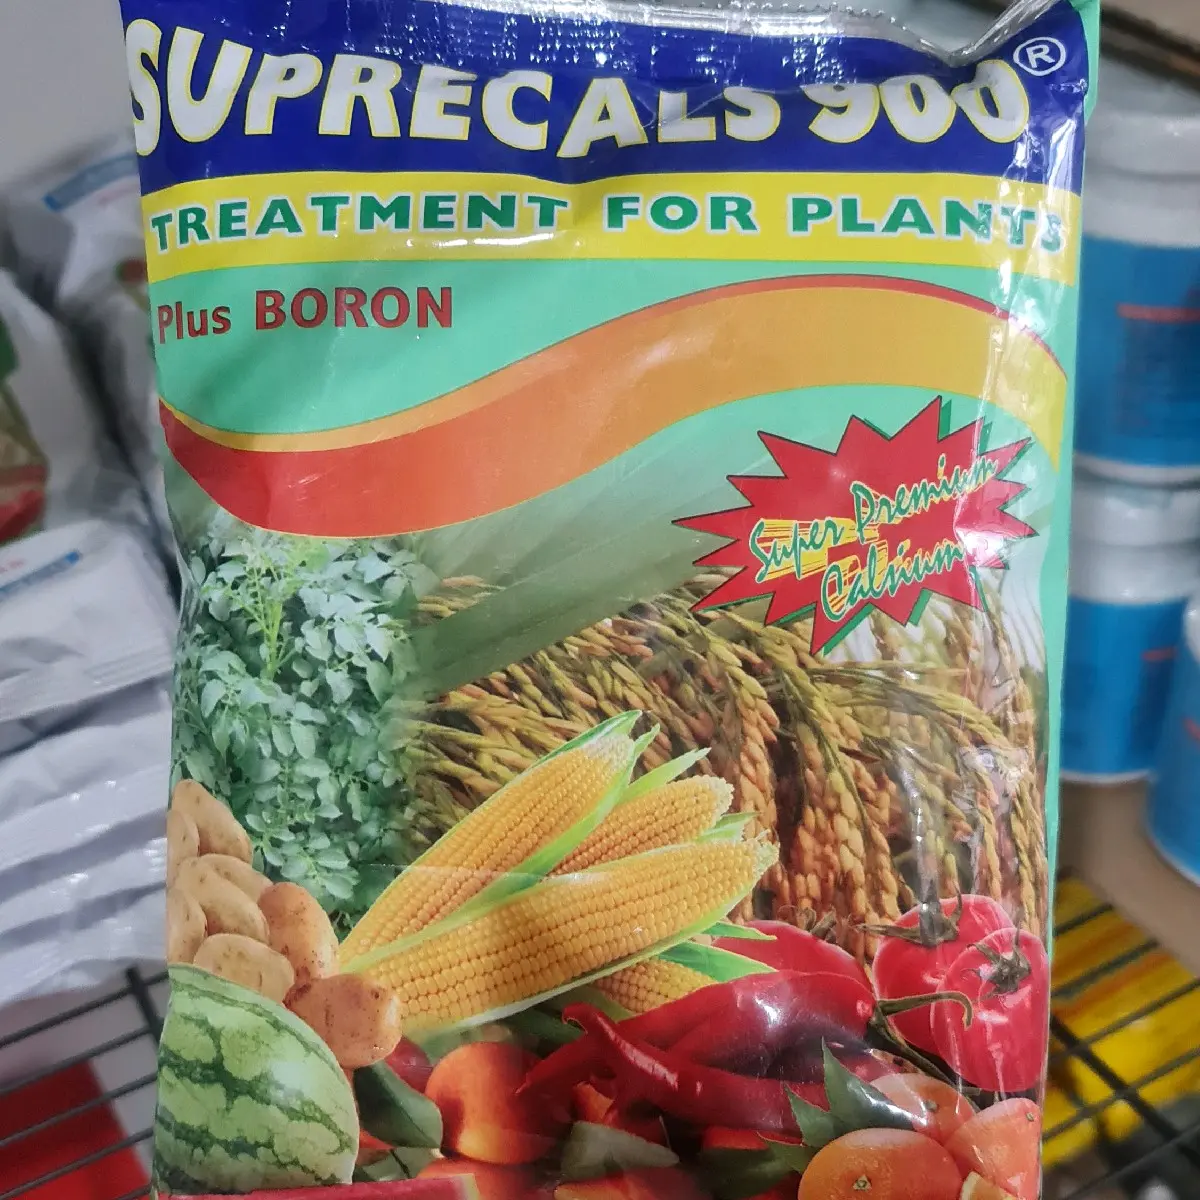 SUPRECALS 900®
TREATMENT FOR PLANTS
Plus BORON
Super Premium
Calsium